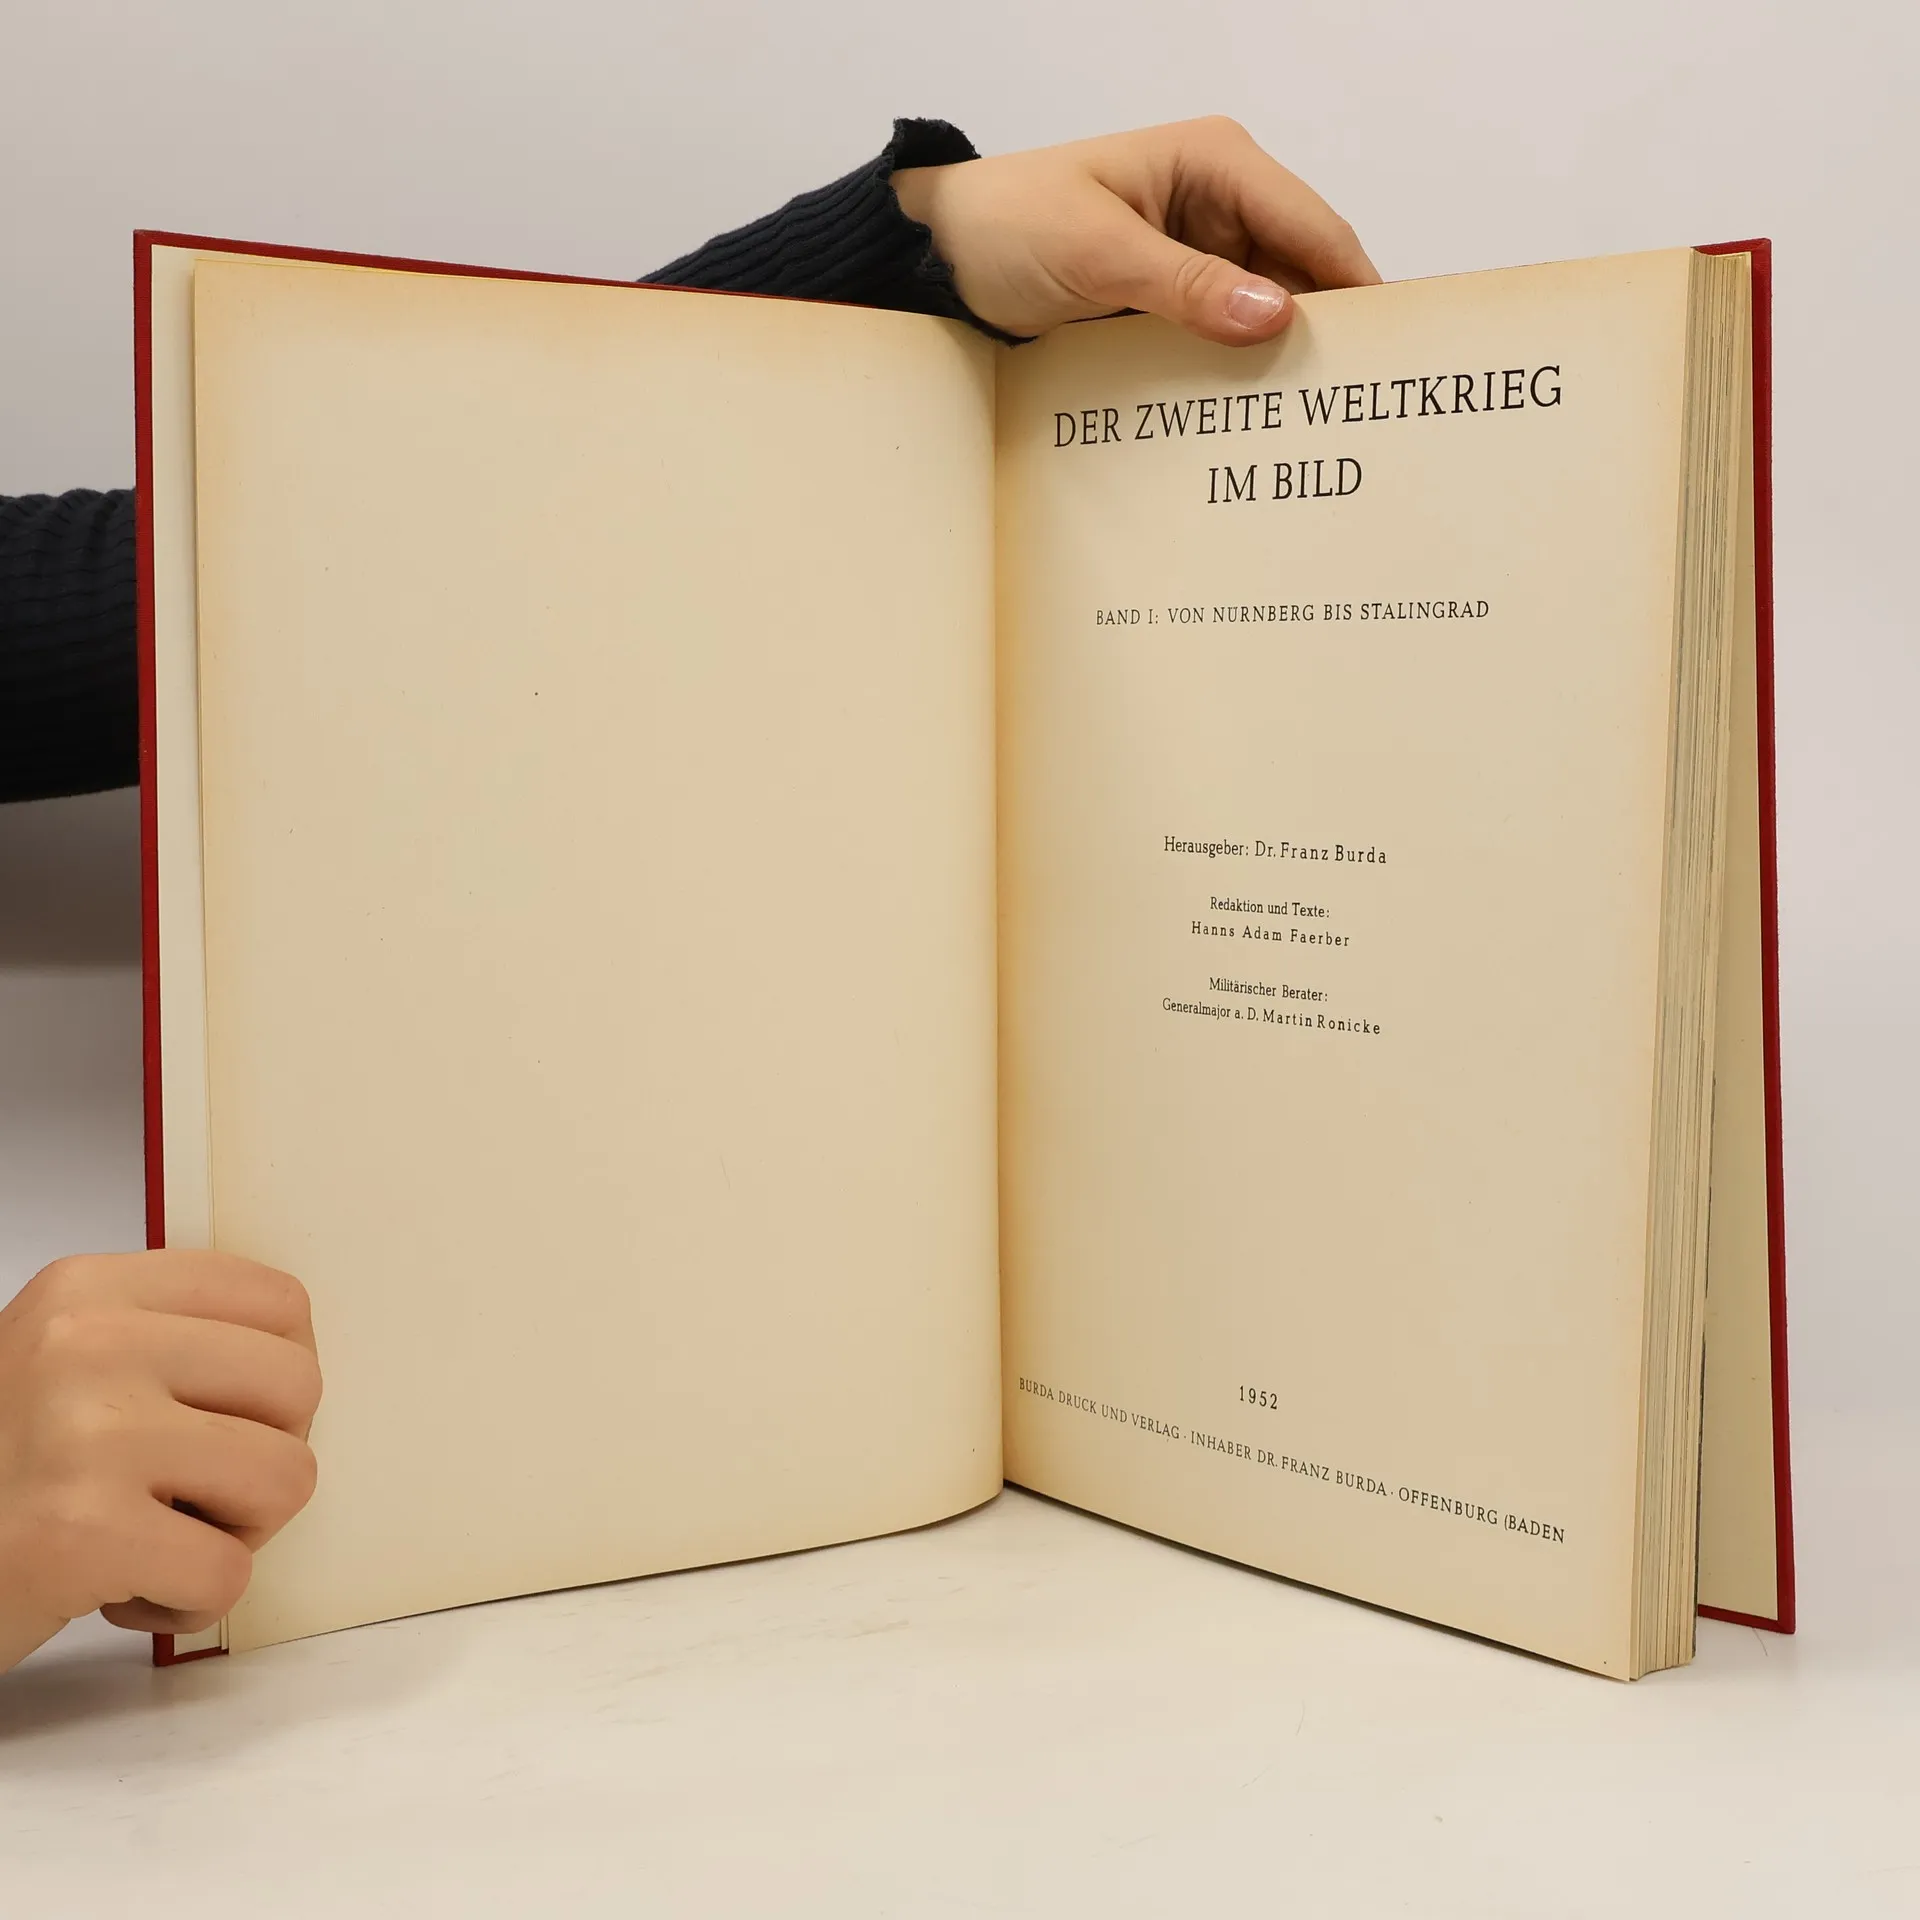 DER ZWEITE WELTKRIEG
IM BILD
BAND I: VON NÜRNBERG BIS STALINGRAD
Herausgeber: Dr. Franz Burda
Redaktion und Texte:
Hanns Adam Faerber
Militärischer Berater:
Generalmajor a. D. Martin Ronicke
1952
BURDA DRUCK UND VERLAG · INHABER DR. FRANZ BURDA · OFFENBURG (BADEN